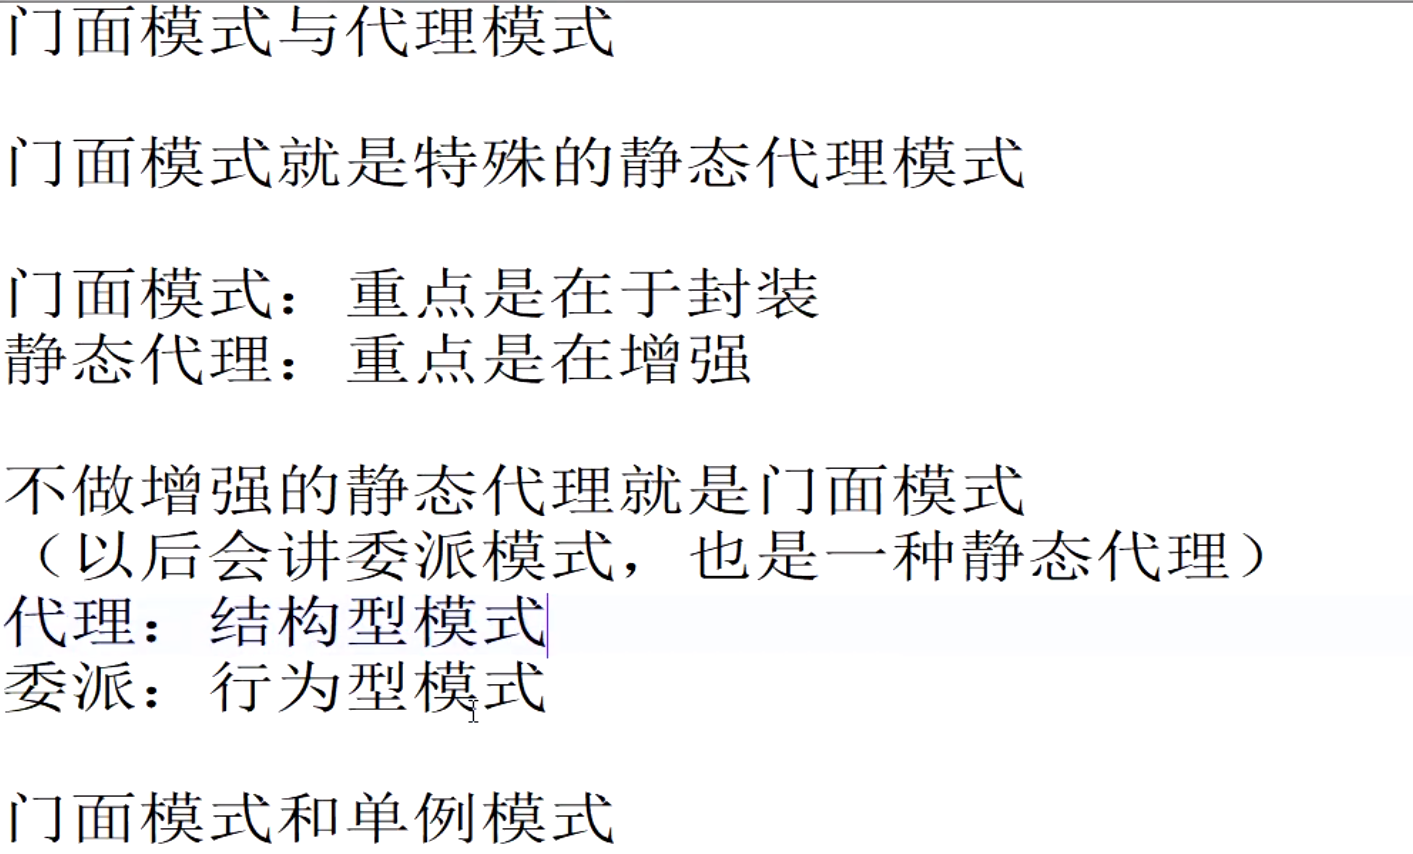 门面模式与代理模式
门面模式就是特殊的静态代理模式
门面模式：重点是在于封装
静态代理：重点是在增强
不做增强的静态代理就是门面模式
（以后会讲委派模式，也是一种静态代理）
代理：结构型模式
委派：行为型模式
门面模式和单例模式